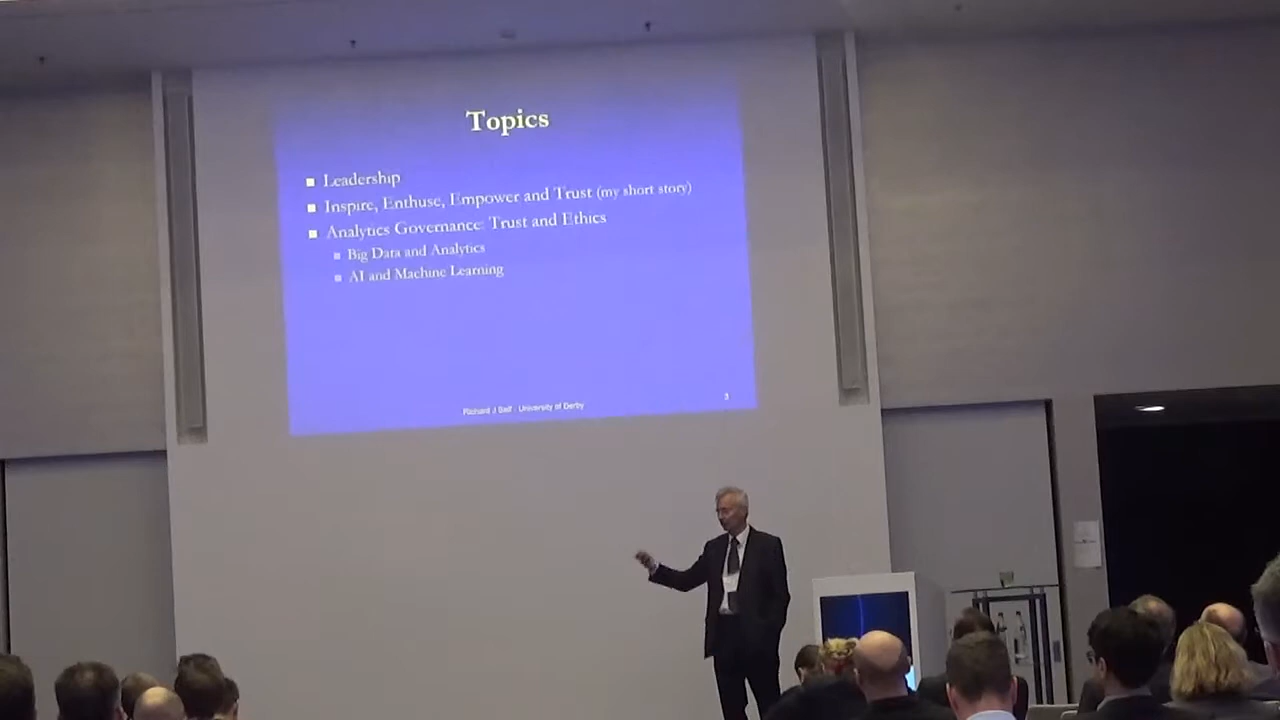 Topics
Leadership
Inspire, Enthuse, Empower and Trust (my short story)
Analytics Governance: Trust and Ethics
Big Data and Analytics
AI and Machine Learning
Richard J Self - University of Derby
3